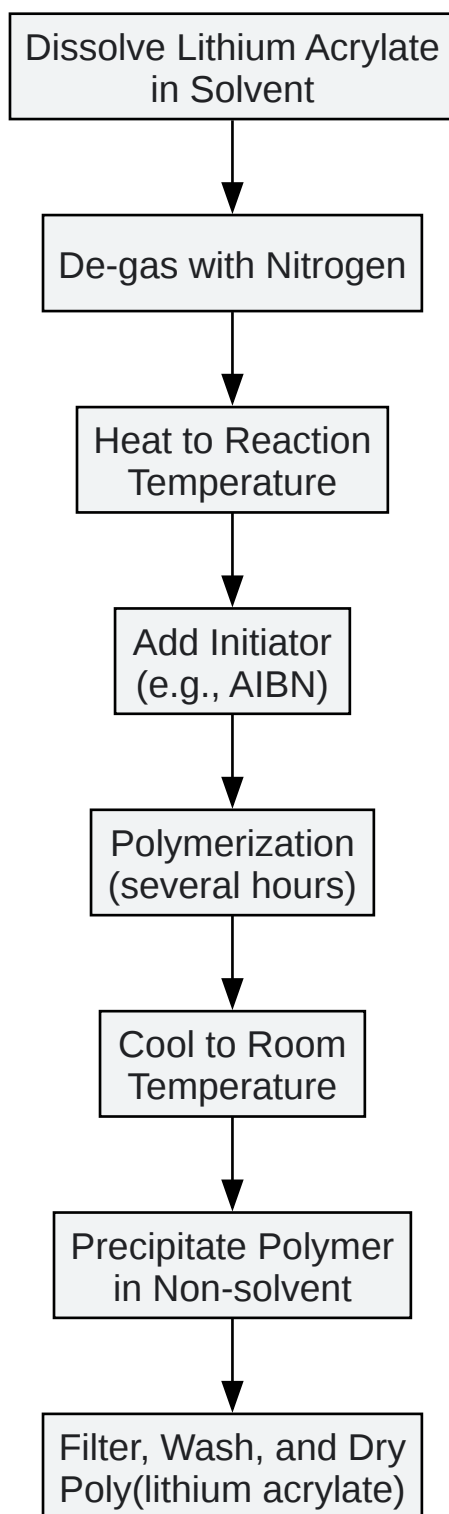 Dissolve Lithium Acrylate
in Solvent
De-gas with Nitrogen
Heat to Reaction
Temperature
Add Initiator
(e.g., AIBN)
Polymerization
(several hours)
Cool to Room
Temperature
Precipitate Polymer
in Non-solvent
Filter, Wash, and Dry
Poly(lithium acrylate)